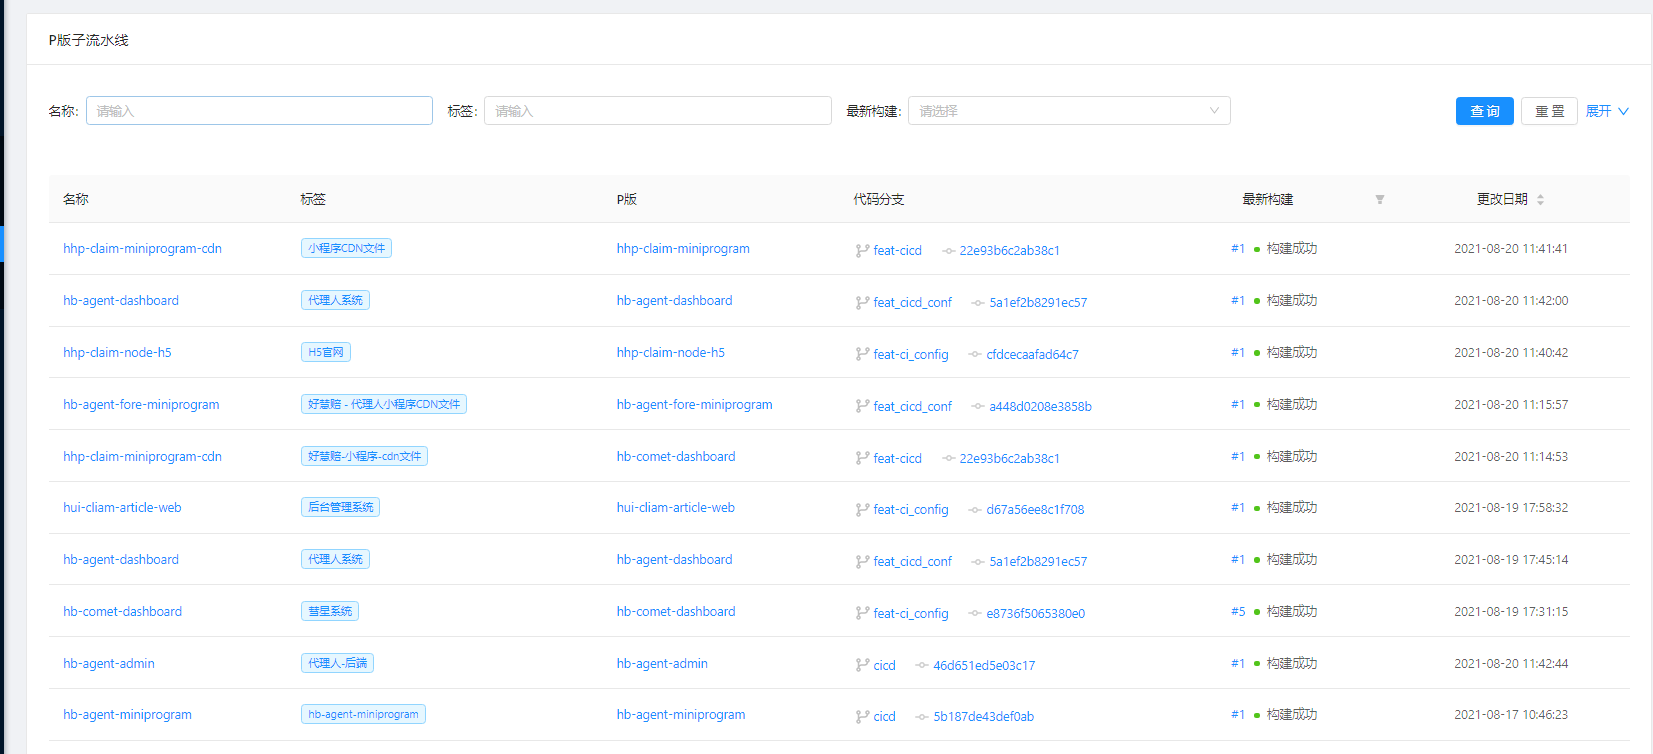 P版子流水线
名称: 请输入 标签: 请输入 最新构建: 请选择 查 询 重 置 展开
名称 标签 P版 代码分支 最新构建 更改日期
hhp-claim-miniprogram-cdn 小程序CDN文件 hhp-claim-miniprogram feat-cicd 22e93b6c2ab38c1 #1 构建成功 2021-08-20 11:41:41
hb-agent-dashboard 代理人系统 hb-agent-dashboard feat_cicd_conf 5a1ef2b8291ec57 #1 构建成功 2021-08-20 11:42:00
hhp-claim-node-h5 H5官网 hhp-claim-node-h5 feat-ci_config cfdcecaafad64c7 #1 构建成功 2021-08-20 11:40:42
hb-agent-fore-miniprogram 好慧赔 - 代理人小程序CDN文件 hb-agent-fore-miniprogram feat_cicd_conf a448d0208e3858b #1 构建成功 2021-08-20 11:15:57
hhp-claim-miniprogram-cdn 好慧赔-小程序-cdn文件 hb-comet-dashboard feat-cicd 22e93b6c2ab38c1 #1 构建成功 2021-08-20 11:14:53
hui-cliam-article-web 后台管理系统 hui-cliam-article-web feat-ci_config d67a56ee8c1f708 #1 构建成功 2021-08-19 17:58:32
hb-agent-dashboard 代理人系统 hb-agent-dashboard feat_cicd_conf 5a1ef2b8291ec57 #1 构建成功 2021-08-19 17:45:14
hb-comet-dashboard 彗星系统 hb-comet-dashboard feat-ci_config e8736f5065380e0 #5 构建成功 2021-08-19 17:31:15
hb-agent-admin 代理人-后端 hb-agent-admin cicd 46d651ed5e03c17 #1 构建成功 2021-08-20 11:42:44
hb-agent-miniprogram hb-agent-miniprogram hb-agent-miniprogram cicd 5b187de43def0ab #1 构建成功 2021-08-17 10:46:23